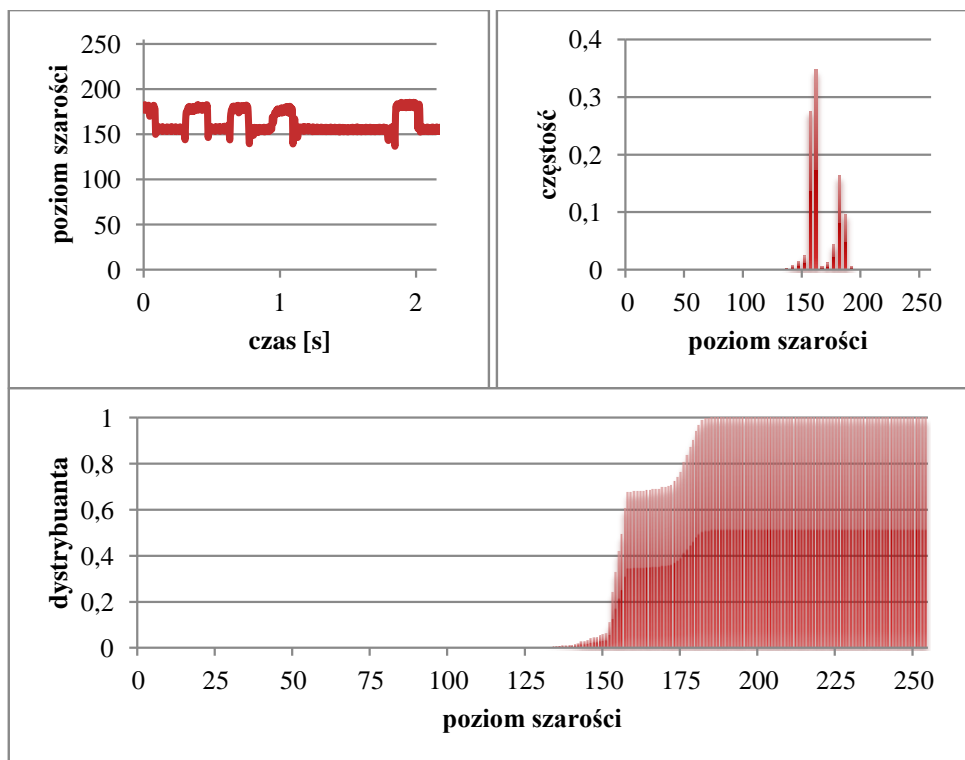 poziom szarości
250
200
150
100
50
0
0 1 2
czas [s]
częstość
0,4
0,3
0,2
0,1
0
0 50 100 150 200 250
poziom szarości
dystrybuanta
1
0,8
0,6
0,4
0,2
0
0 25 50 75 100 125 150 175 200 225 250
poziom szarości